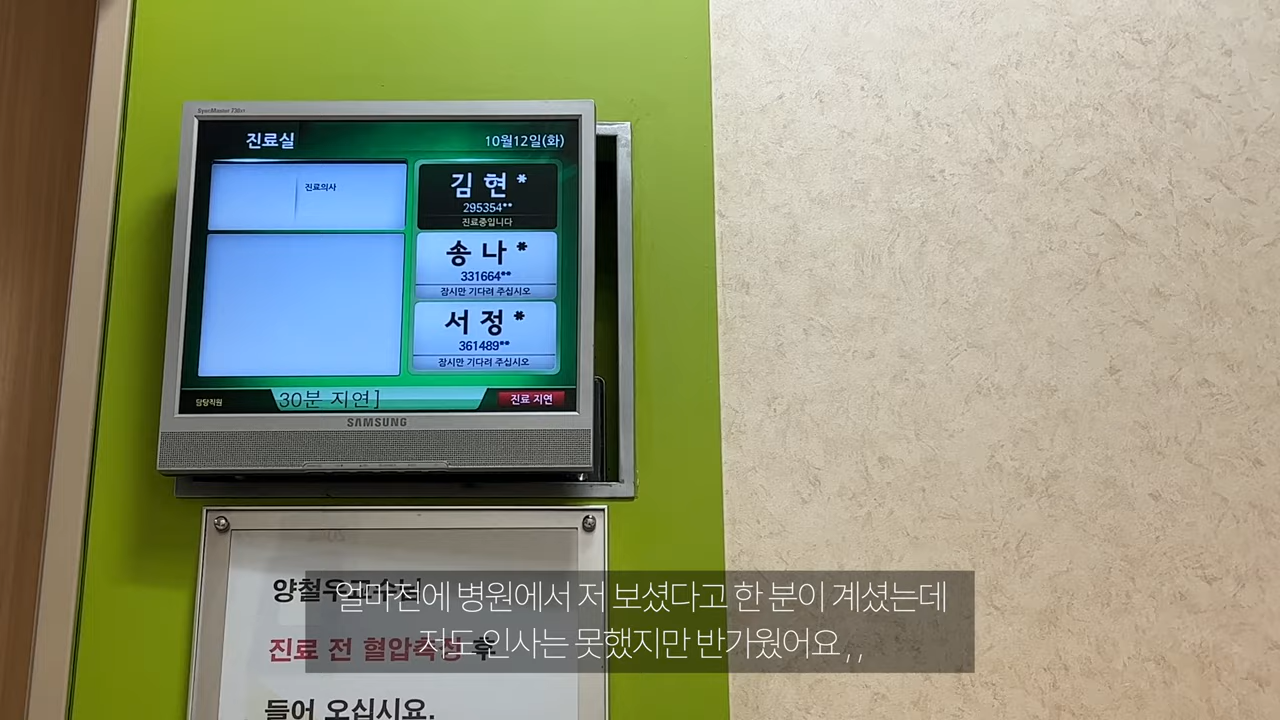 SyncMaster 730MP
진료실
10월12일(화)
진료의사
김 현 *
295354**
진료중입니다
송 나 *
331664**
잠시만 기다려 주십시오
서 정 *
361489**
잠시만 기다려 주십시오
담당직원
30분 지연]
진료 지연
SAMSUNG
진료 전 혈압측정 후
들어 오십시요.
얼마전에 병원에서 저 보셨다고 한 분이 계셨는데
저도 인사는 못했지만 반가웠어요,,